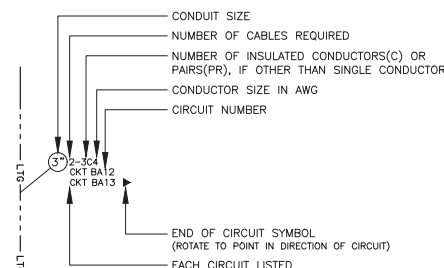 CONDUIT SIZE
NUMBER OF CABLES REQUIRED
NUMBER OF INSULATED CONDUCTORS(C) OR
PAIRS(PR), IF OTHER THAN SINGLE CONDUCTOR
CONDUCTOR SIZE IN AWG
CIRCUIT NUMBER
3" 2-3C4
CKT BA12
CKT BA13
LTG
LT
END OF CIRCUIT SYMBOL
(ROTATE TO POINT IN DIRECTION OF CIRCUIT)
EACH CIRCUIT LISTED